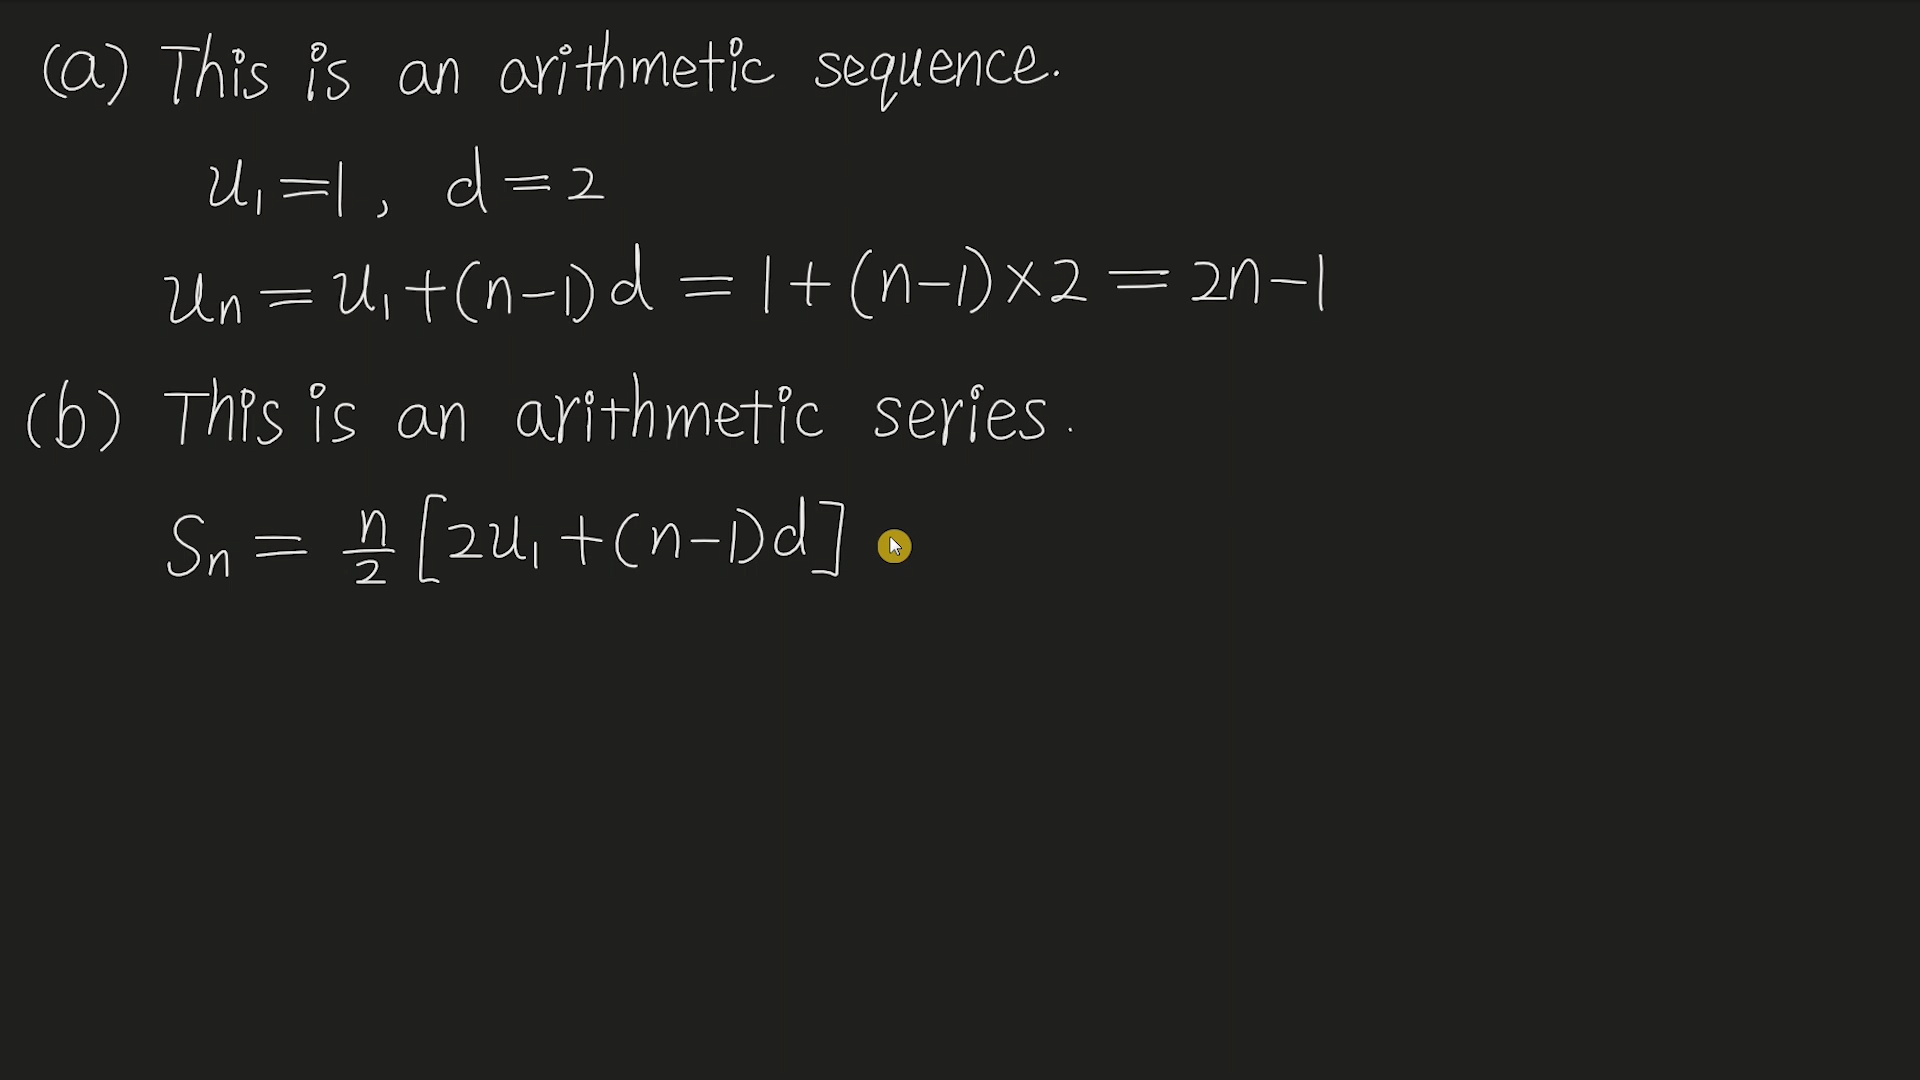 (a) This is an arithmetic sequence.
u₁ = 1, d = 2
uₙ = u₁ + (n-1)d = 1 + (n-1)×2 = 2n-1
(b) This is an arithmetic series.
Sₙ = n/2 [2u₁ + (n-1)d]